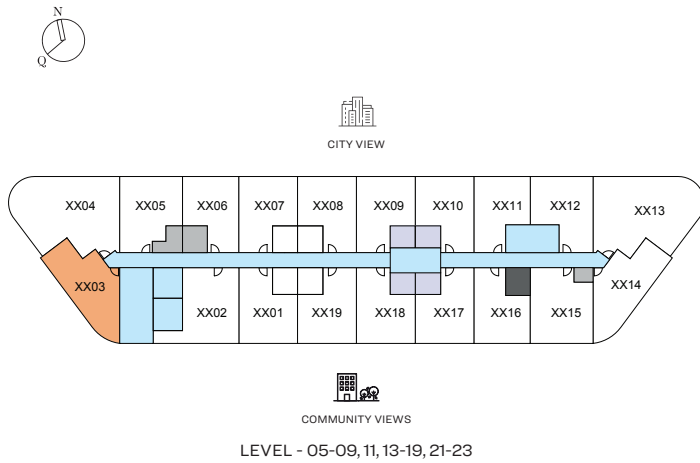 N
Q
CITY VIEW
XX04 XX05 XX06 XX07 XX08 XX09 XX10 XX11 XX12 XX13
XX03 XX14
XX02 XX01 XX19 XX18 XX17 XX16 XX15
COMMUNITY VIEWS
LEVEL - 05-09, 11, 13-19, 21-23